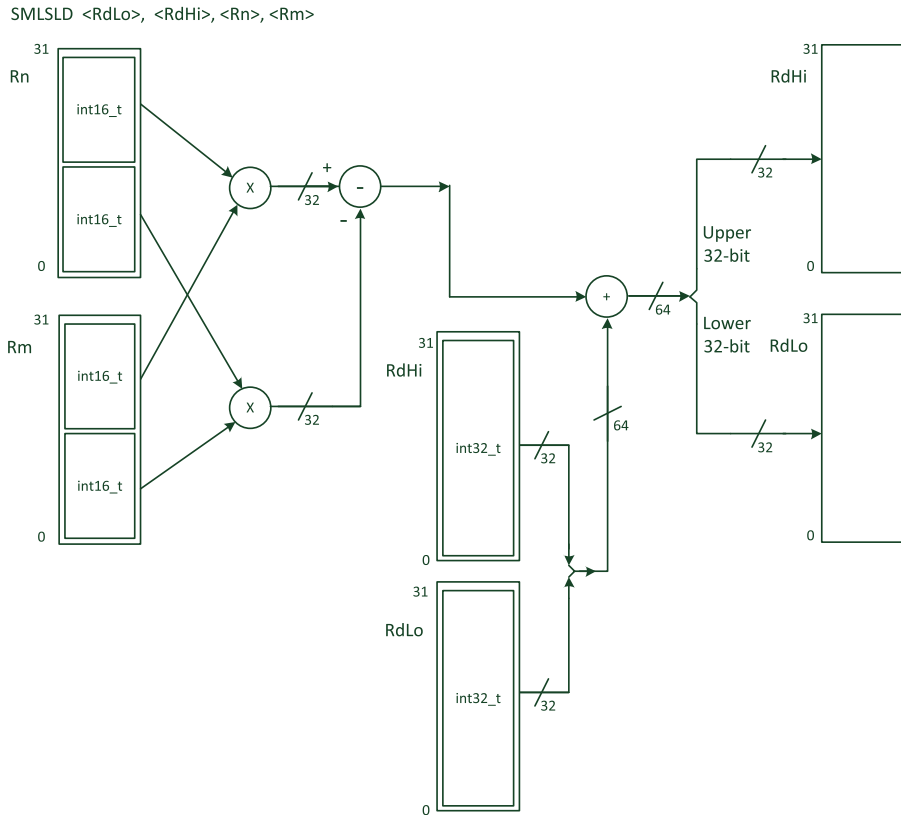 SMLSLD <RdLo>, <RdHi>, <Rn>, <Rm>
31
Rn
int16_t
int16_t
0
31
Rm
int16_t
int16_t
0
X
X
+
32
-
-
32
31
RdHi
int32_t
0
32
31
RdLo
int32_t
0
32
64
+
64
Upper
32-bit
Lower
32-bit
32
32
31
RdHi
0
31
RdLo
0